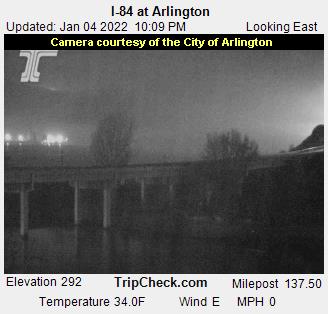 I-84 at Arlington
Updated: Jan 04 2022 10:09 PM Looking East
Camera courtesy of the City of Arlington
Elevation 292 TripCheck.com Milepost 137.50
Temperature 34.0F Wind E MPH 0